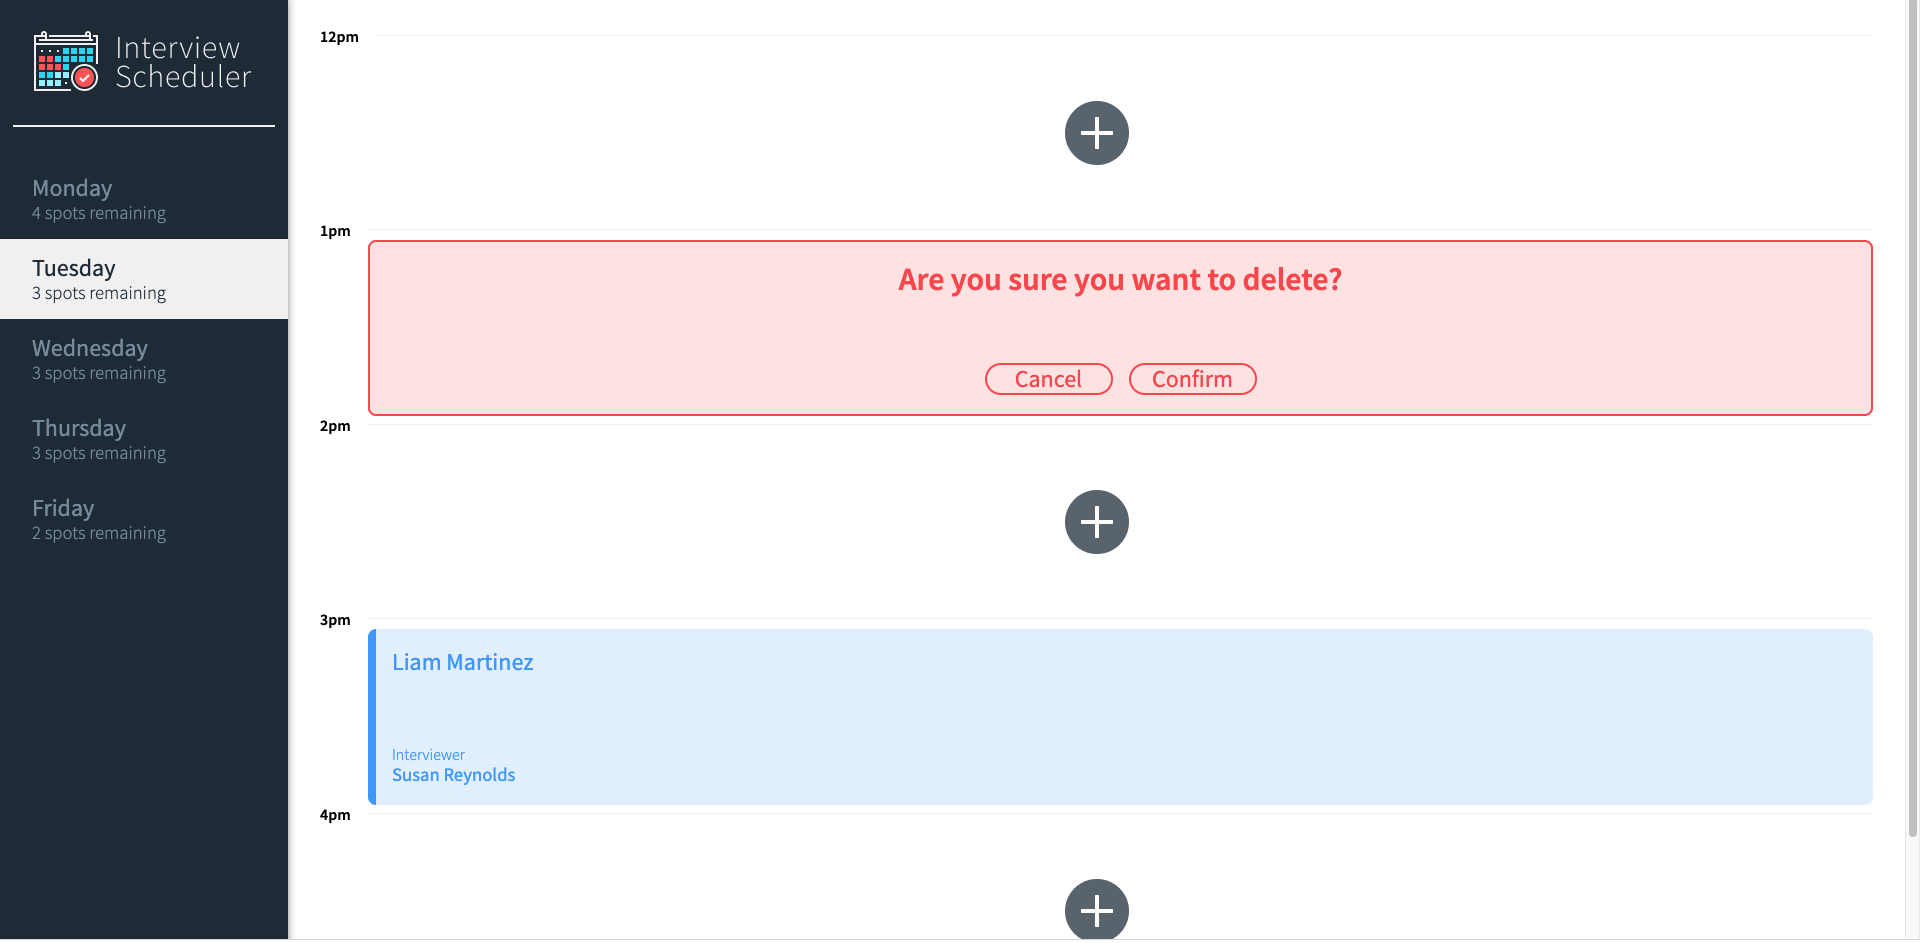 Interview
Scheduler
Monday
4 spots remaining
Tuesday
3 spots remaining
Wednesday
3 spots remaining
Thursday
3 spots remaining
Friday
2 spots remaining
12pm
1pm
Are you sure you want to delete?
Cancel Confirm
2pm
3pm
Liam Martinez
Interviewer
Susan Reynolds
4pm